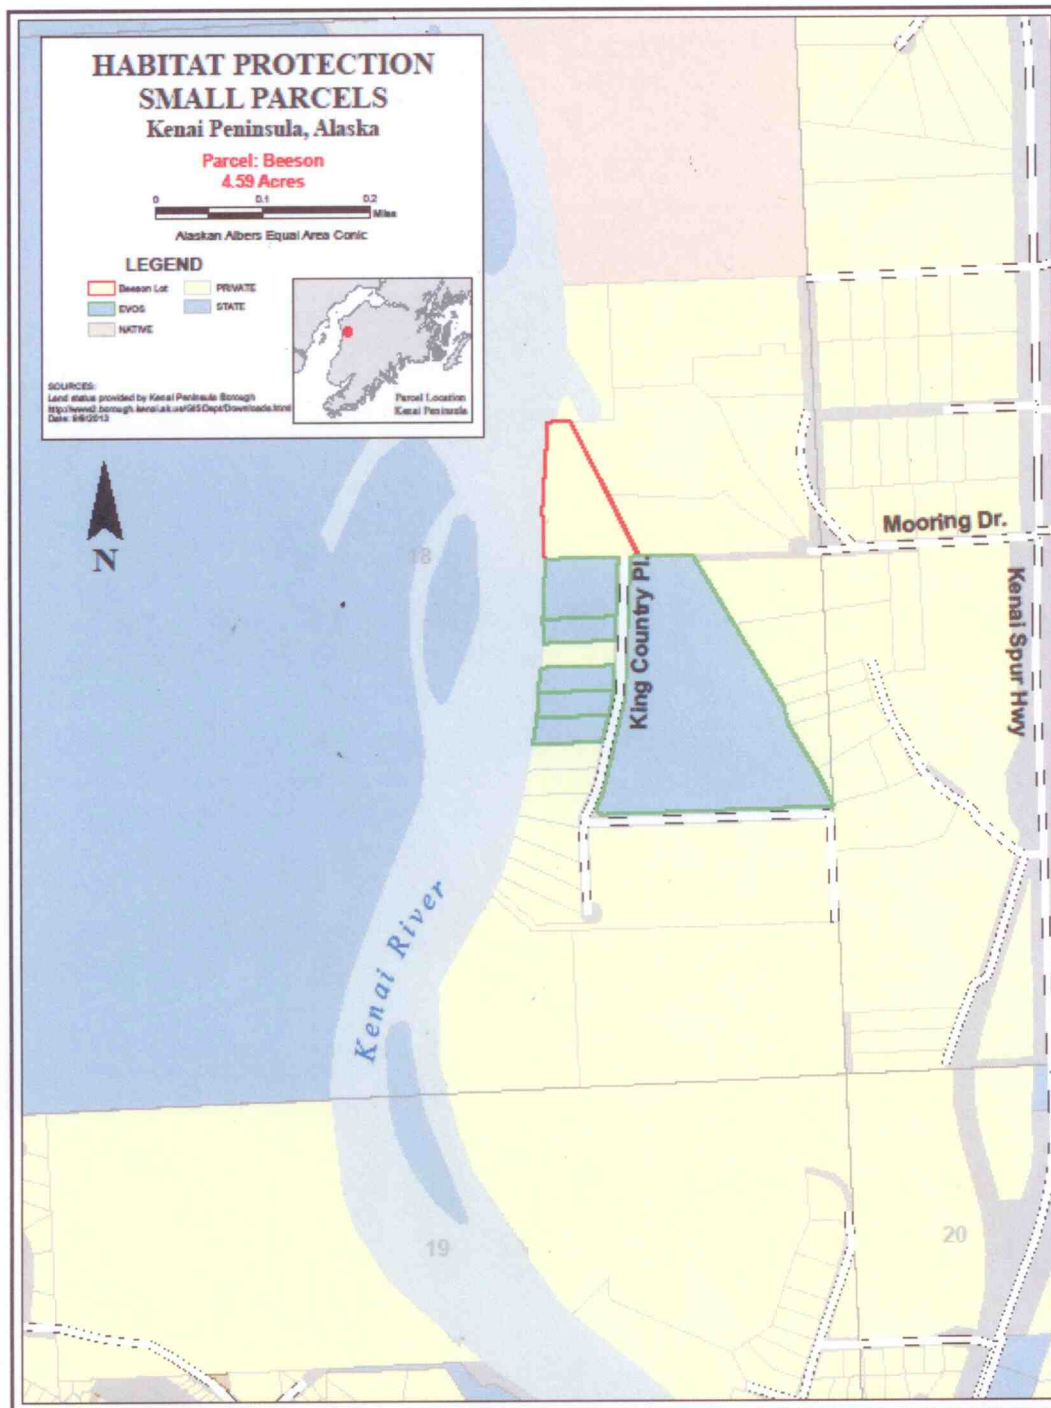 HABITAT PROTECTION
SMALL PARCELS
Kenai Peninsula, Alaska
Parcel: Beeson
4.59 Acres
0 0.1 0.2
Miles
Alaskan Albers Equal Area Conic
LEGEND
Beeson Lot
PRIVATE
EVOS
STATE
NATIVE
Parcel Location
Kenai Peninsula
SOURCES:
Land status provided by Kenai Peninsula Borough
N
18
Mooring Dr.
King Country Pl.
Kenai Spur Hwy
Kenai River
19
20